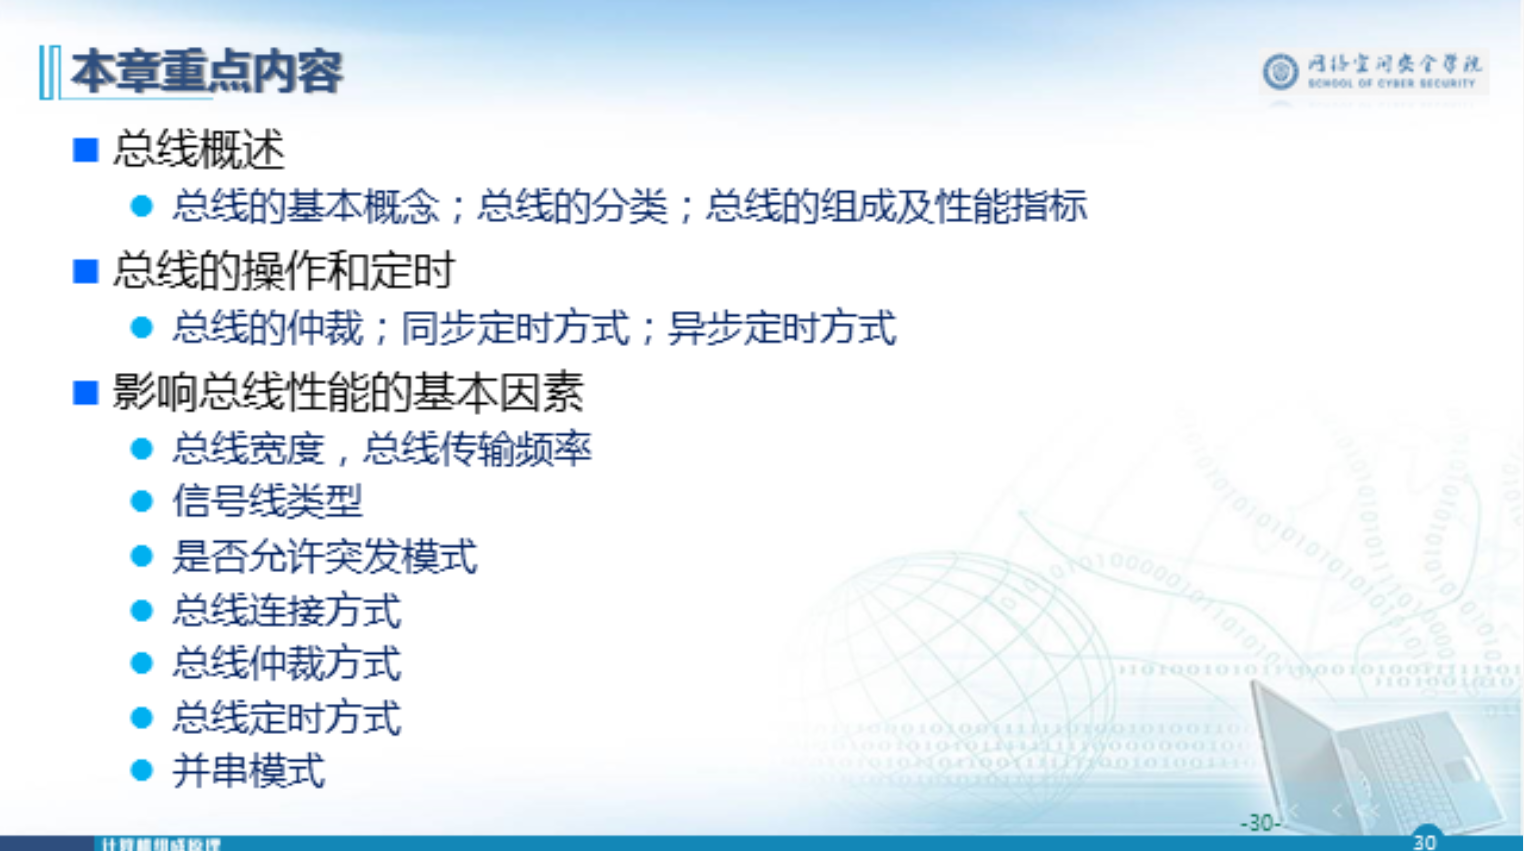 本章重点内容
网络空间安全学院
SCHOOL OF CYBER SECURITY
总线概述
总线的基本概念；总线的分类；总线的组成及性能指标
总线的操作和定时
总线的仲裁；同步定时方式；异步定时方式
影响总线性能的基本因素
总线宽度，总线传输频率
信号线类型
是否允许突发模式
总线连接方式
总线仲裁方式
总线定时方式
并串模式
-30-
30
计算机组成原理